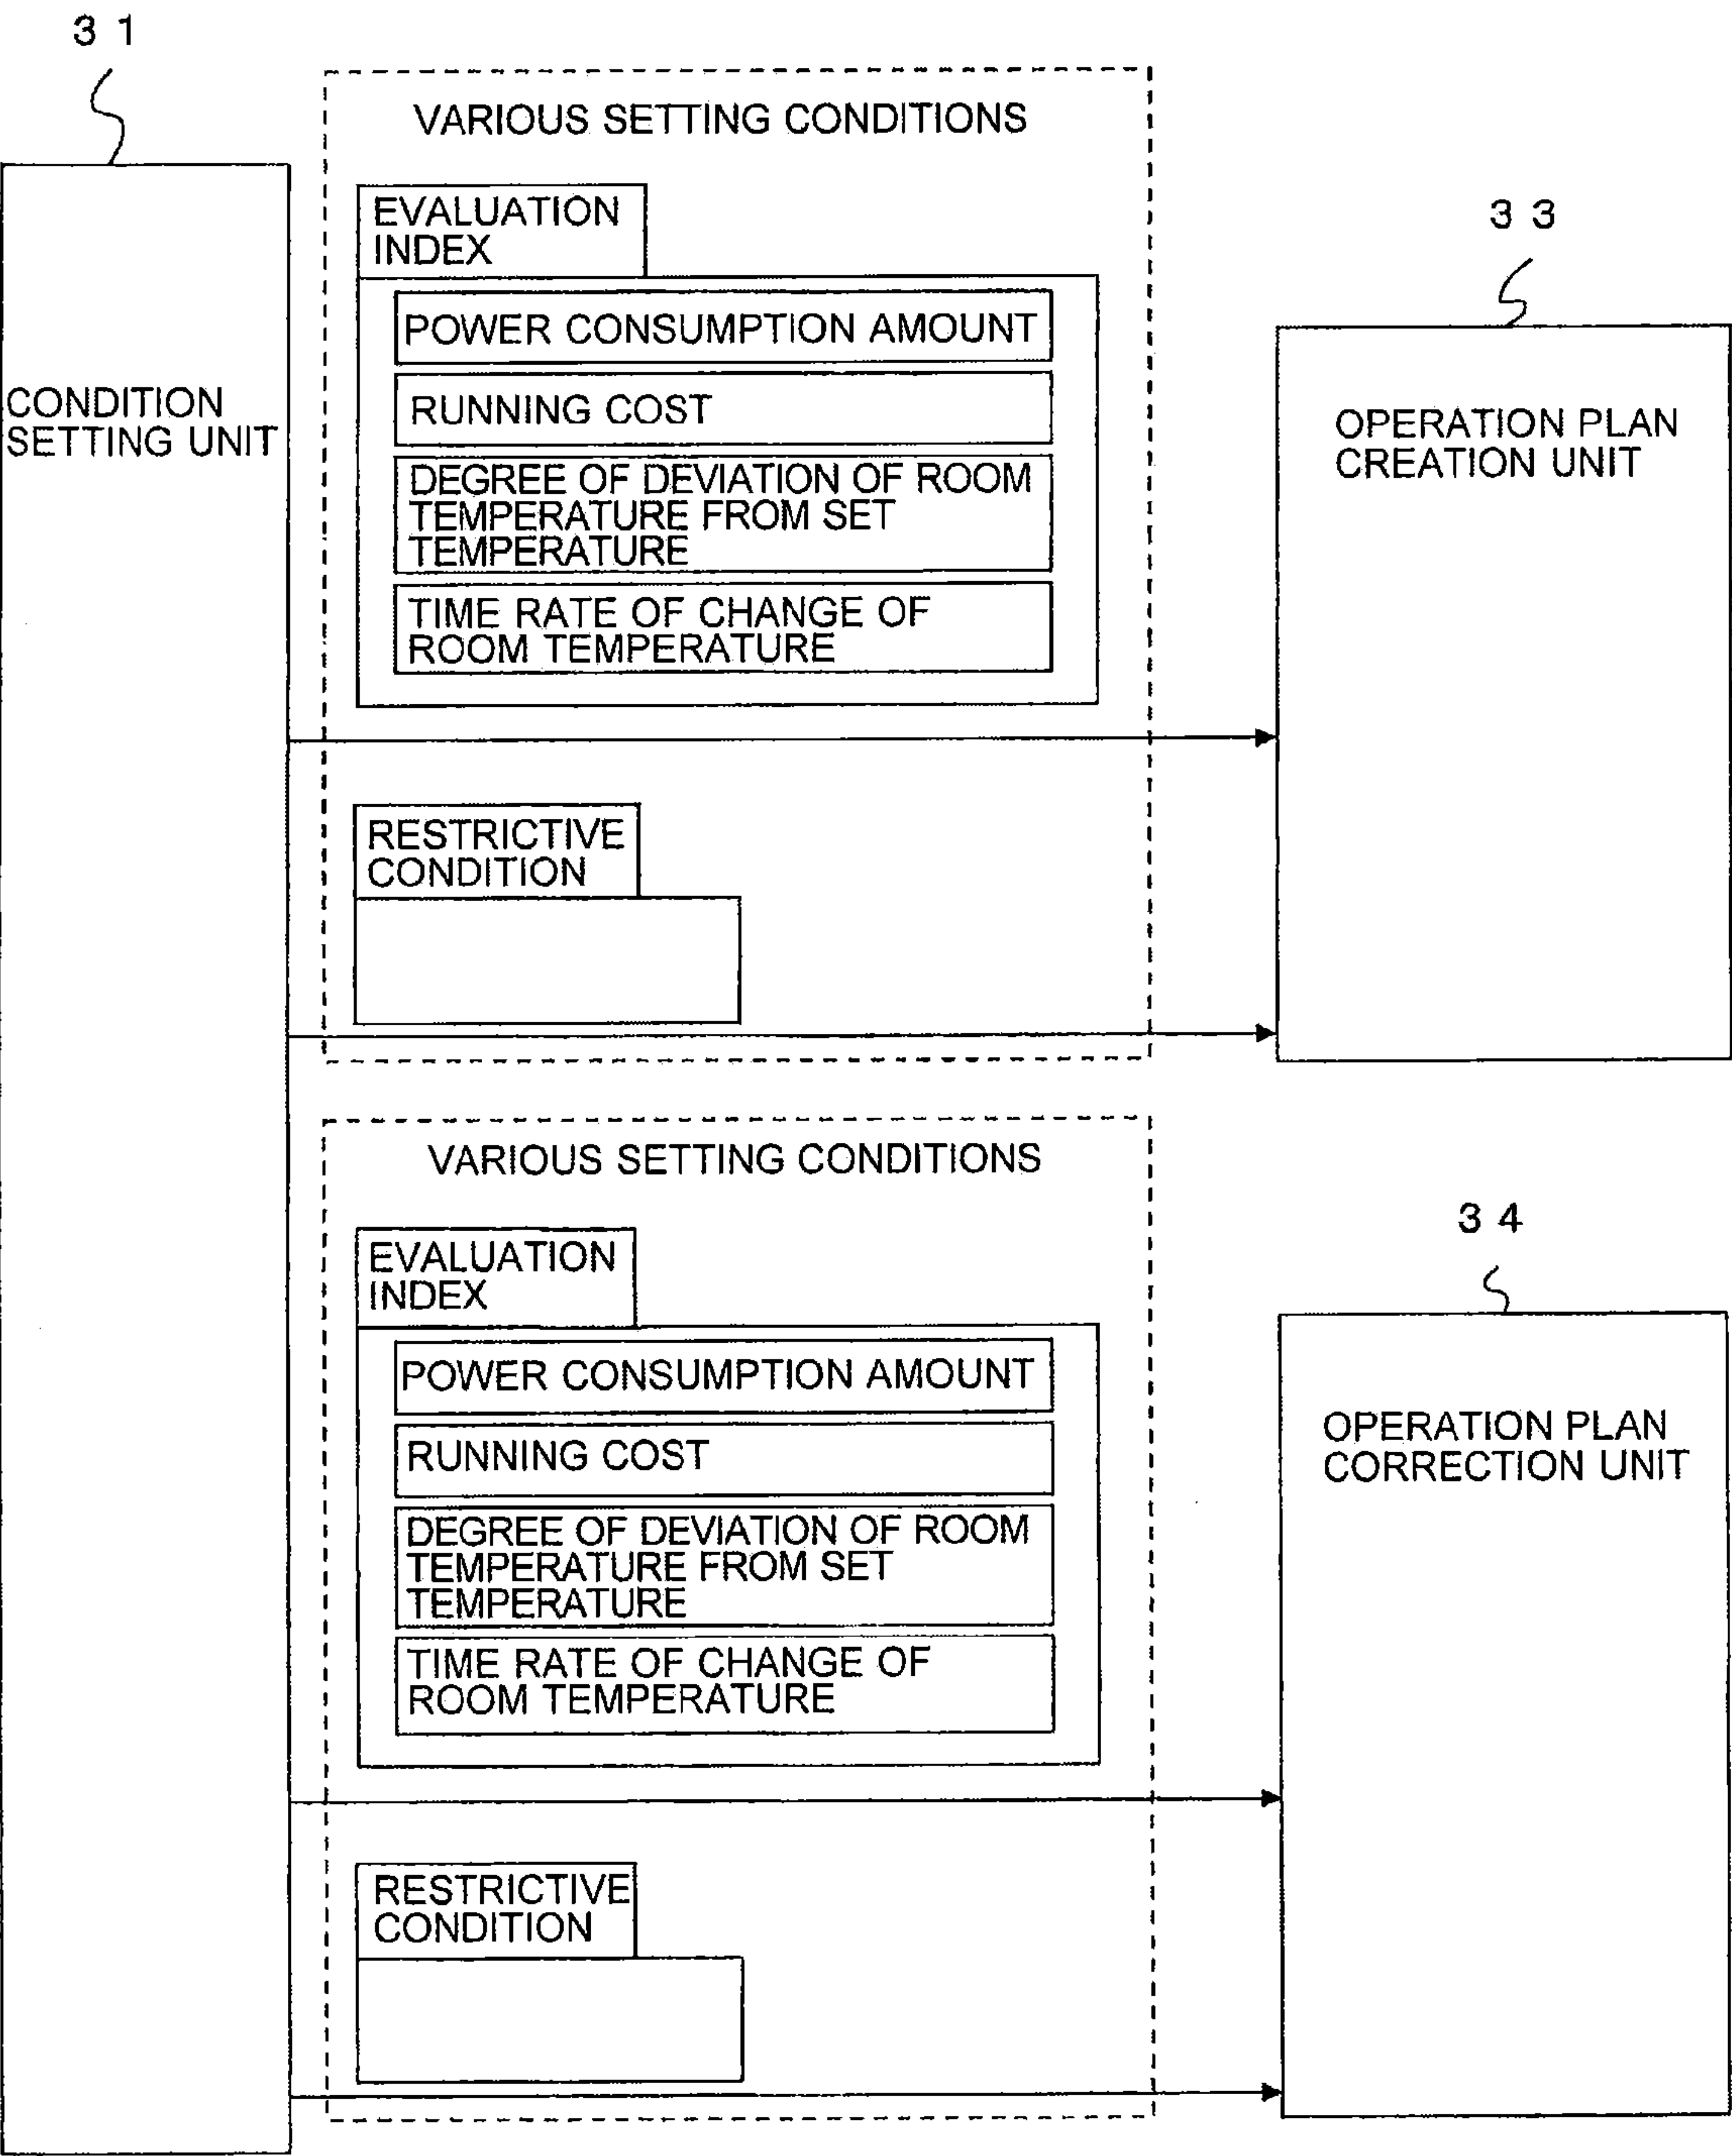 3 1
VARIOUS SETTING CONDITIONS
EVALUATION
INDEX
POWER CONSUMPTION AMOUNT
RUNNING COST
DEGREE OF DEVIATION OF ROOM
TEMPERATURE FROM SET
TEMPERATURE
TIME RATE OF CHANGE OF
ROOM TEMPERATURE
CONDITION
SETTING UNIT
3 3
OPERATION PLAN
CREATION UNIT
RESTRICTIVE
CONDITION
VARIOUS SETTING CONDITIONS
EVALUATION
INDEX
POWER CONSUMPTION AMOUNT
RUNNING COST
DEGREE OF DEVIATION OF ROOM
TEMPERATURE FROM SET
TEMPERATURE
TIME RATE OF CHANGE OF
ROOM TEMPERATURE
3 4
OPERATION PLAN
CORRECTION UNIT
RESTRICTIVE
CONDITION